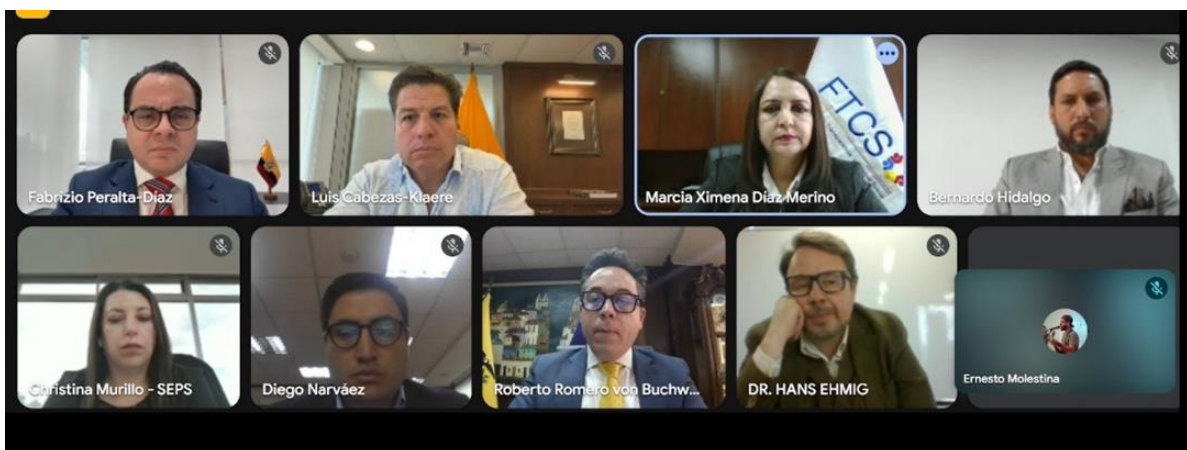 FTCS
Fabrizio Peralta-Díaz
Luis Cabezas-Klaere
Marcia Ximena Díaz Merino
Bernardo Hidalgo
Christina Murillo - SEPS
Diego Narváez
Roberto Romero von Buchw...
DR. HANS EHMIG
Ernesto Molestina